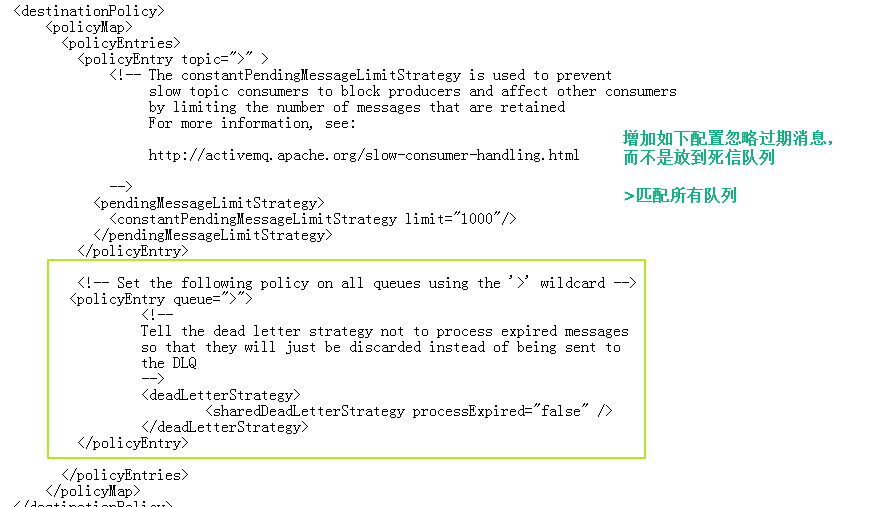 <destinationPolicy>
<policyMap>
<policyEntries>
<policyEntry topic=">" >
<!-- The constantPendingMessageLimitStrategy is used to prevent
slow topic consumers to block producers and affect other consumers
by limiting the number of messages that are retained
For more information, see:
增加如下配置忽略过期消息，
http://activemq.apache.org/slow-consumer-handling.html
而不是放到死信队列
-->
>匹配所有队列
<pendingMessageLimitStrategy>
<constantPendingMessageLimitStrategy limit="1000"/>
</pendingMessageLimitStrategy>
</policyEntry>
<!-- Set the following policy on all queues using the '>' wildcard -->
<policyEntry queue=">">
<!--
Tell the dead letter strategy not to process expired messages
so that they will just be discarded instead of being sent to
the DLQ
-->
<deadLetterStrategy>
<sharedDeadLetterStrategy processExpired="false" />
</deadLetterStrategy>
</policyEntry>
</policyEntries>
</policyMap>
</destinationPolicy>